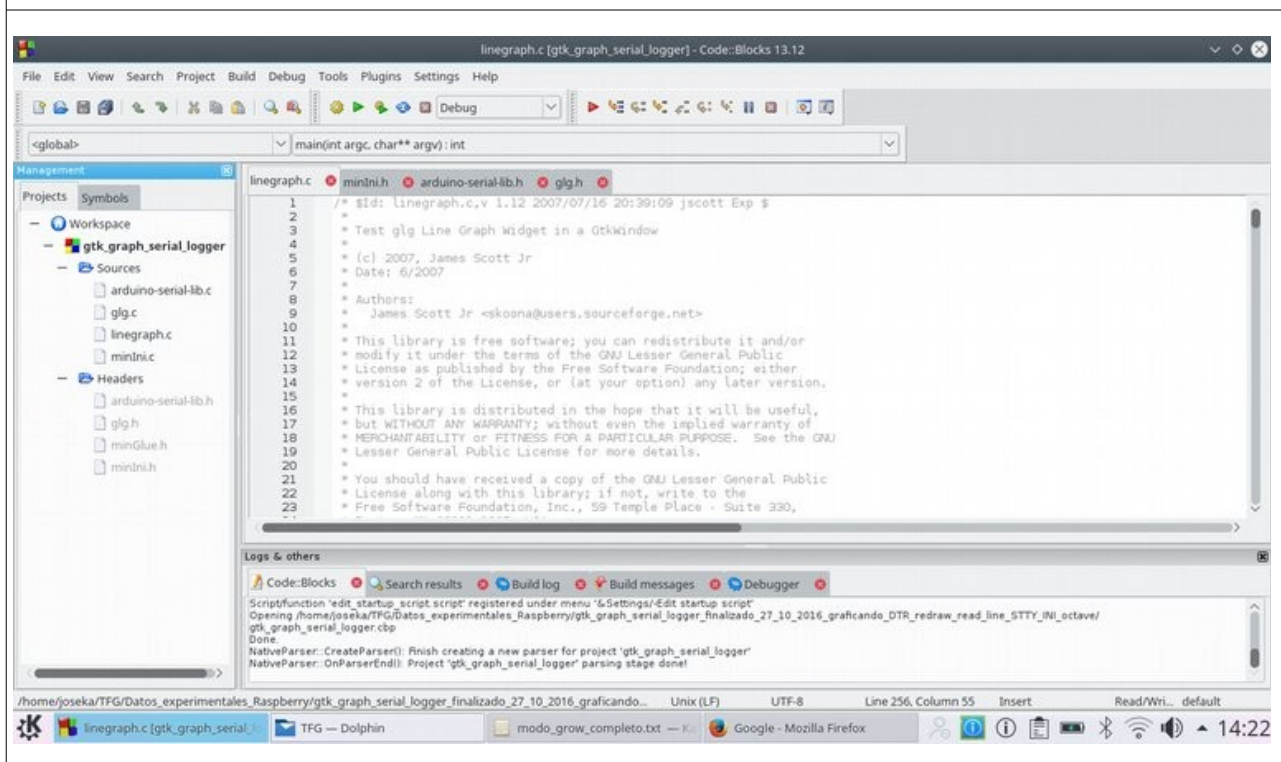 linegraph.c [gtk_graph_serial_logger] - Code::Blocks 13.12
File Edit View Search Project Build Debug Tools Plugins Settings Help
Debug
<global>
main(int argc, char** argv) : int
Management
Projects Symbols
Workspace
gtk_graph_serial_logger
Sources
arduino-serial-lib.c
glg.c
linegraph.c
minIni.c
Headers
arduino-serial-lib.h
glg.h
minGlue.h
minIni.h
linegraph.c minIni.h arduino-serial-lib.h glg.h
1 /* $Id: linegraph.c,v 1.12 2007/07/16 20:39:09 jscott Exp $
2 *
3 * Test glg Line Graph Widget in a GtkWindow
4 *
5 * (c) 2007, James Scott Jr
6 * Date: 6/2007
7 *
8 * Authors:
9 * James Scott Jr <skoona@users.sourceforge.net>
10 *
11 * This library is free software; you can redistribute it and/or
12 * modify it under the terms of the GNU Lesser General Public
13 * License as published by the Free Software Foundation; either
14 * version 2 of the License, or (at your option) any later version.
15 *
16 * This library is distributed in the hope that it will be useful,
17 * but WITHOUT ANY WARRANTY; without even the implied warranty of
18 * MERCHANTABILITY or FITNESS FOR A PARTICULAR PURPOSE. See the GNU
19 * Lesser General Public License for more details.
20 *
21 * You should have received a copy of the GNU Lesser General Public
22 * License along with this library; if not, write to the
23 * Free Software Foundation, Inc., 59 Temple Place - Suite 330,
Logs & others
Code::Blocks Search results Build log Build messages Debugger
Script/function 'edit_startup_script.script' registered under menu '&Settings/-Edit startup script'
Opening /home/joseka/TFG/Datos_experimentales_Raspberry/gtk_graph_serial_logger_finalizado_27_10_2016_graficando_DTR_redraw_read_line_STTY_INI_octave/
gtk_graph_serial_logger.cbp
Done.
NativeParser::CreateParser(): Finish creating a new parser for project 'gtk_graph_serial_logger'
NativeParser::OnParserEnd(): Project 'gtk_graph_serial_logger' parsing stage done!
/home/joseka/TFG/Datos_experimentales_Raspberry/gtk_graph_serial_logger_finalizado_27_10_2016_graficando... Unix (LF) UTF-8 Line 256, Column 55 Insert Read/Wri... default
linegraph.c [gtk_graph_serial_l TFG — Dolphin modo_grow_completo.txt — Google - Mozilla Firefox 14:22